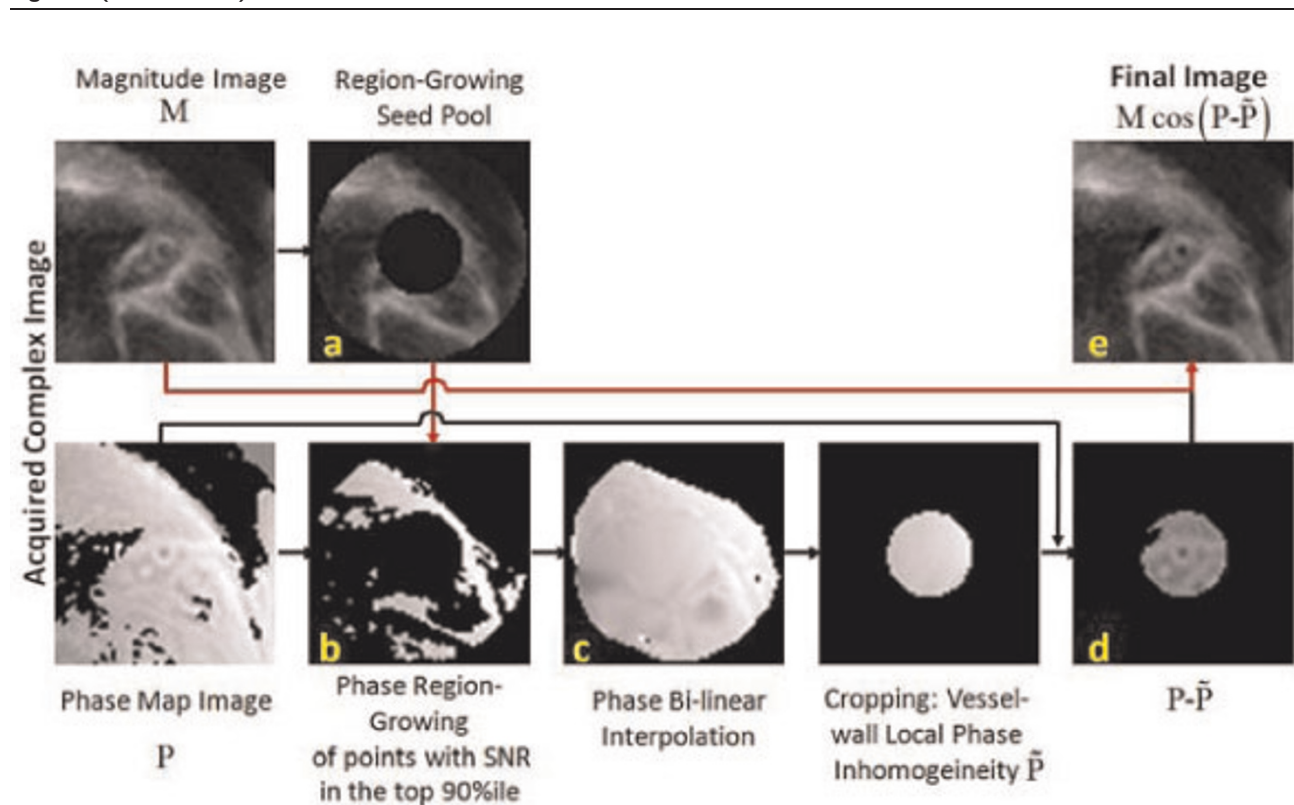 Magnitude Image
M
Region-Growing
Seed Pool
Final Image
M cos(P-P̃)
Acquired Complex Image
a
e
b
c
d
Phase Map Image
P
Phase Region-
Growing
of points with SNR
in the top 90%ile
Phase Bi-linear
Interpolation
Cropping: Vessel-
wall Local Phase
Inhomogeineity P̃
P-P̃